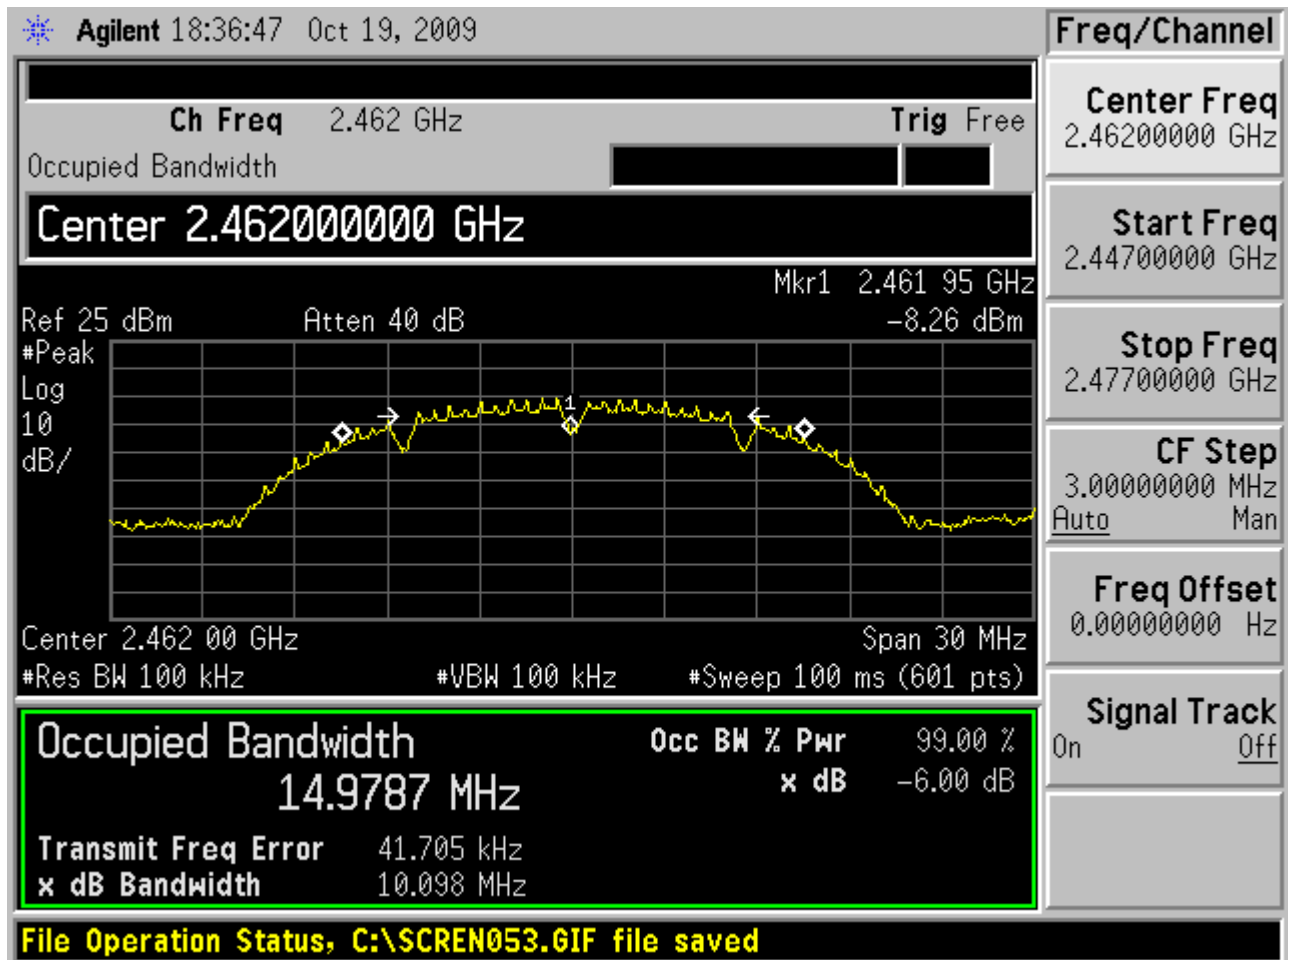 Agilent 18:36:47 Oct 19, 2009
Freq/Channel
Ch Freq 2.462 GHz Trig Free
Occupied Bandwidth
Center 2.462000000 GHz
Mkr1 2.461 95 GHz
Ref 25 dBm Atten 40 dB -8.26 dBm
#Peak
Log
10
dB/
1
Center 2.462 00 GHz Span 30 MHz
#Res BW 100 kHz #VBW 100 kHz #Sweep 100 ms (601 pts)
Occupied Bandwidth Occ BW % Pwr 99.00 %
14.9787 MHz x dB -6.00 dB
Transmit Freq Error 41.705 kHz
x dB Bandwidth 10.098 MHz
Center Freq
2.46200000 GHz
Start Freq
2.44700000 GHz
Stop Freq
2.47700000 GHz
CF Step
3.00000000 MHz
Auto Man
Freq Offset
0.00000000 Hz
Signal Track
On Off
File Operation Status, C:\SCREN053.GIF file saved